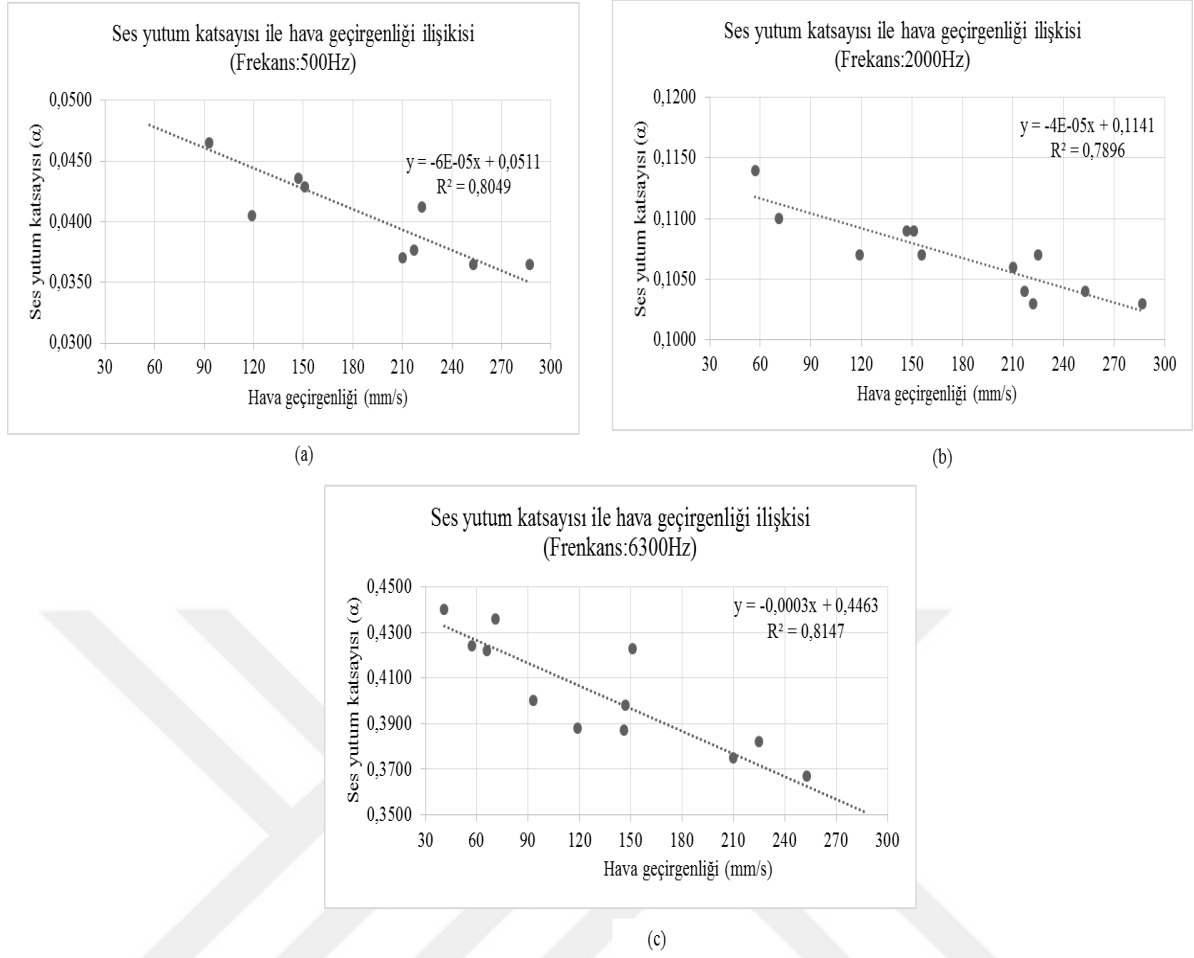 Ses yutum katsayısı ile hava geçirgenliği ilişikisi
(Frekans:500Hz)
Ses yutum katsayısı (α)
0,0500
0,0450
0,0400
0,0350
0,0300
y = -6E-05x + 0,0511
R² = 0,8049
30 60 90 120 150 180 210 240 270 300
Hava geçirgenliği (mm/s)
(a)
Ses yutum katsayısı ile hava geçirgenliği ilişkisi
(Frekans:2000Hz)
Ses yutum katsayısı (α)
0,1200
0,1150
0,1100
0,1050
0,1000
y = -4E-05x + 0,1141
R² = 0,7896
30 60 90 120 150 180 210 240 270 300
Hava geçirgenliği (mm/s)
(b)
Ses yutum katsayısı ile hava geçirgenliği ilişkisi
(Frenkans:6300Hz)
Ses yutum katsayısı (α)
0,4500
0,4300
0,4100
0,3900
0,3700
0,3500
y = -0,0003x + 0,4463
R² = 0,8147
30 60 90 120 150 180 210 240 270 300
Hava geçirgenliği (mm/s)
(c)